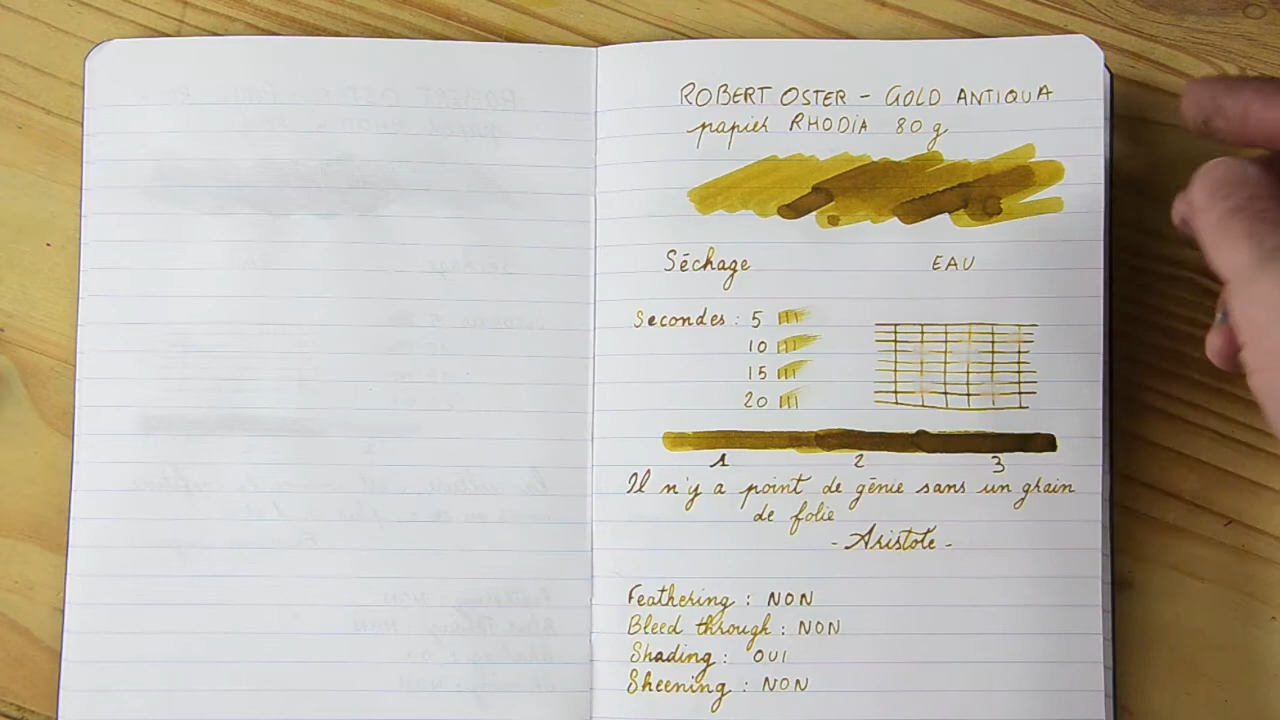 ROBERT OSTER - GOLD ANTIQUA
papier RHODIA 80 g
Séchage
EAU
Secondes : 5
10
15
20
1 2 3
Il n'y a point de génie sans un grain
de folie
- Aristote -
Feathering : NON
Bleed through : NON
Shading : OUI
Sheening : NON